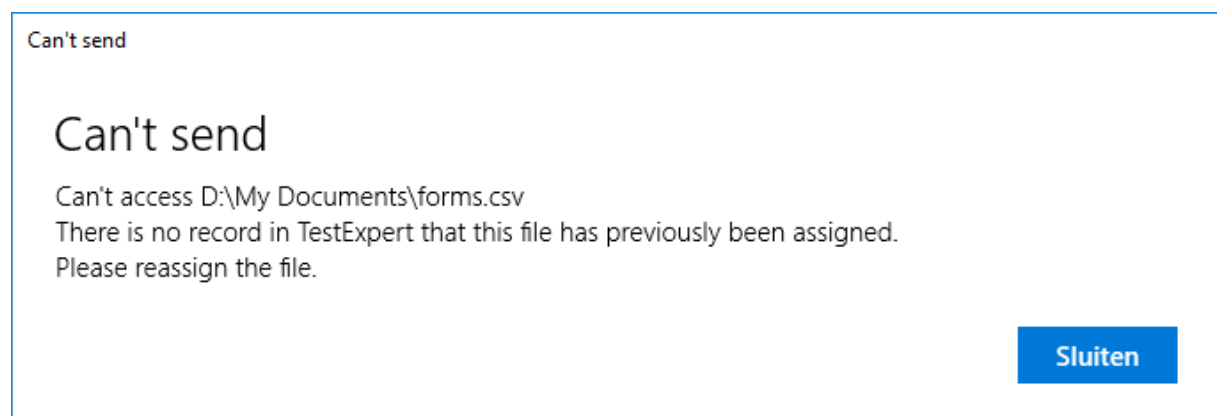 Can't send
Can't send
Can't access D:\My Documents\forms.csv
There is no record in TestExpert that this file has previously been assigned.
Please reassign the file.
Sluiten